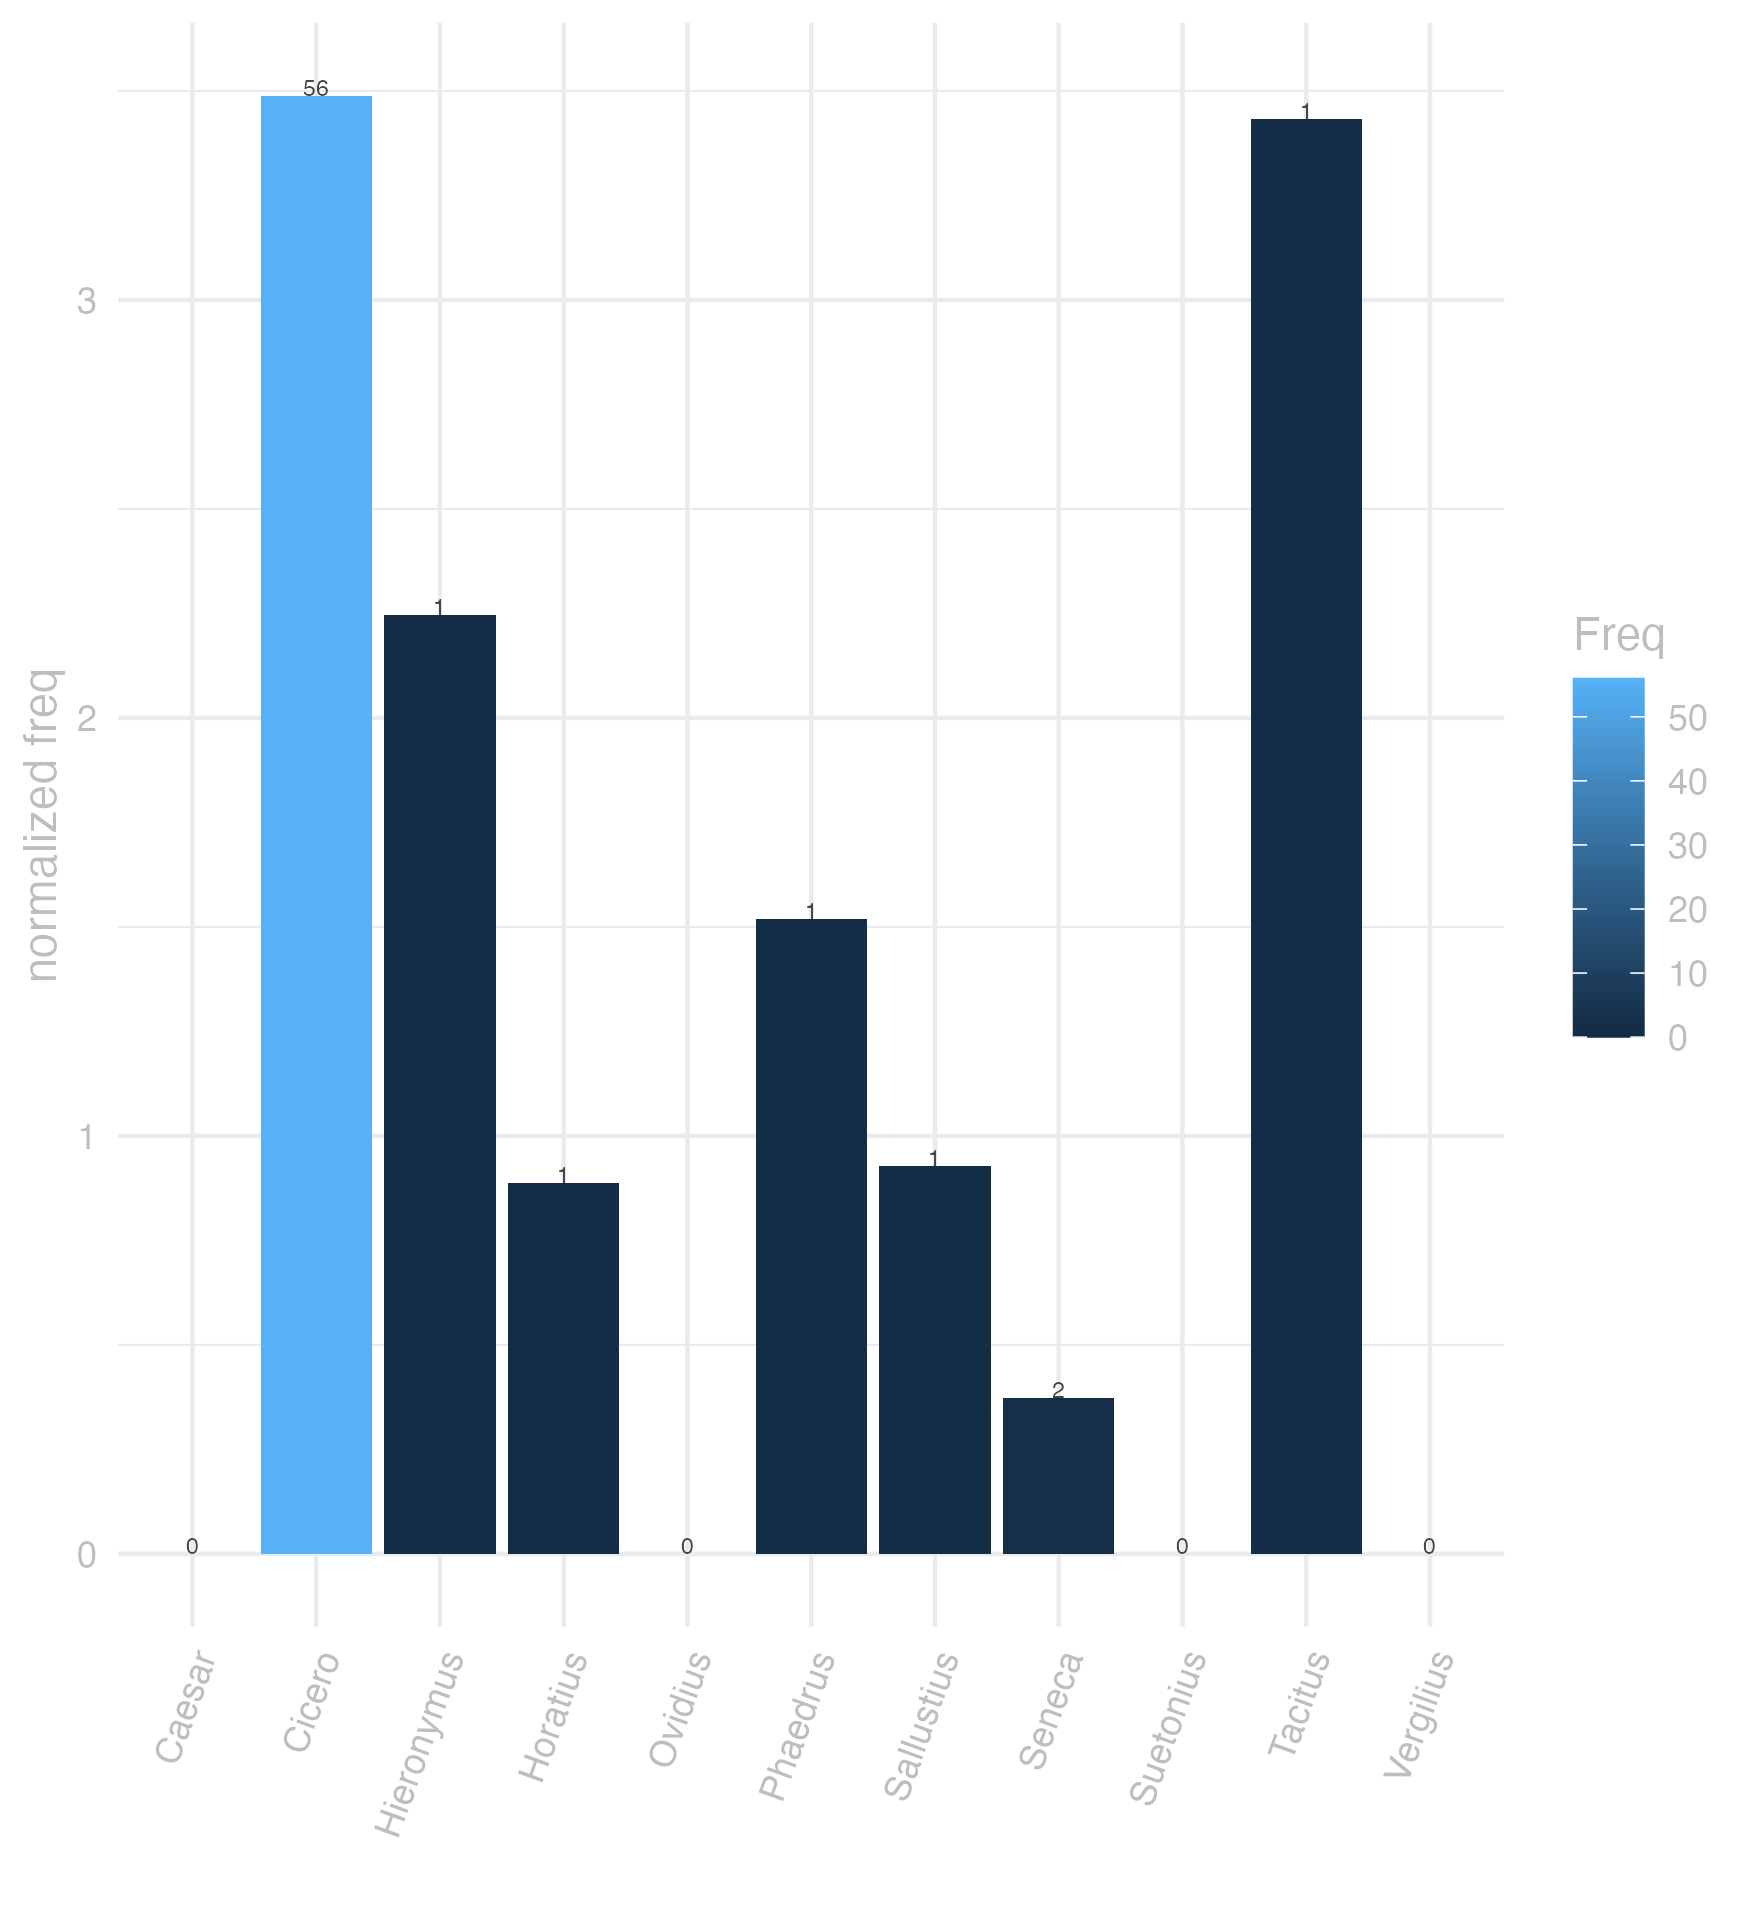 56
1
3
1
2
1
1
1
1
2
0
0
0
0
0
normalized freq
Caesar
Cicero
Hieronymus
Horatius
Ovidius
Phaedrus
Sallustius
Seneca
Suetonius
Tacitus
Vergilius
Freq
50
40
30
20
10
0